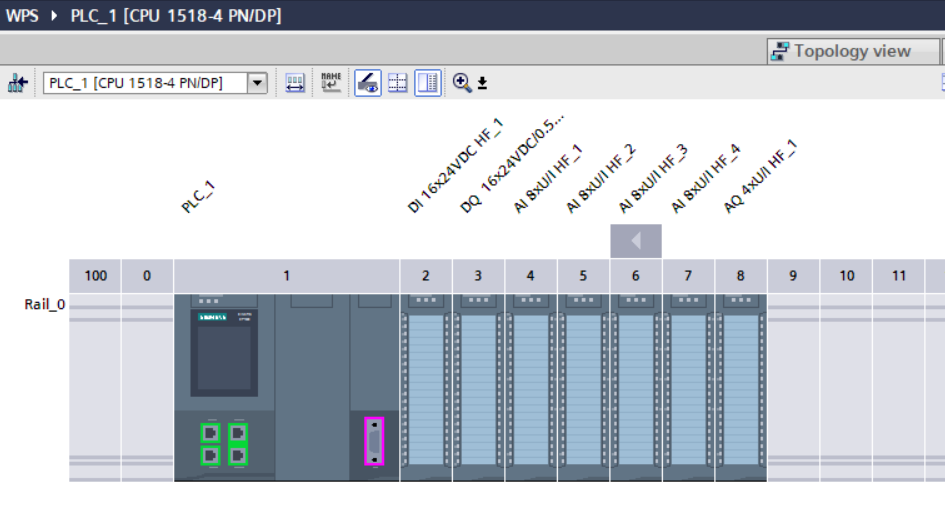 WPS ▸ PLC_1 [CPU 1518-4 PN/DP]
Topology view
PLC_1 [CPU 1518-4 PN/DP]
NAME
PLC_1
DI 16x24VDC HF_1
DQ 16x24VDC/0.5...
AI 8xU/I HF_1
AI 8xU/I HF_2
AI 8xU/I HF_3
AI 8xU/I HF_4
AQ 4xU/I HF_1
100 0 1 2 3 4 5 6 7 8 9 10 11
Rail_0
SIEMENS